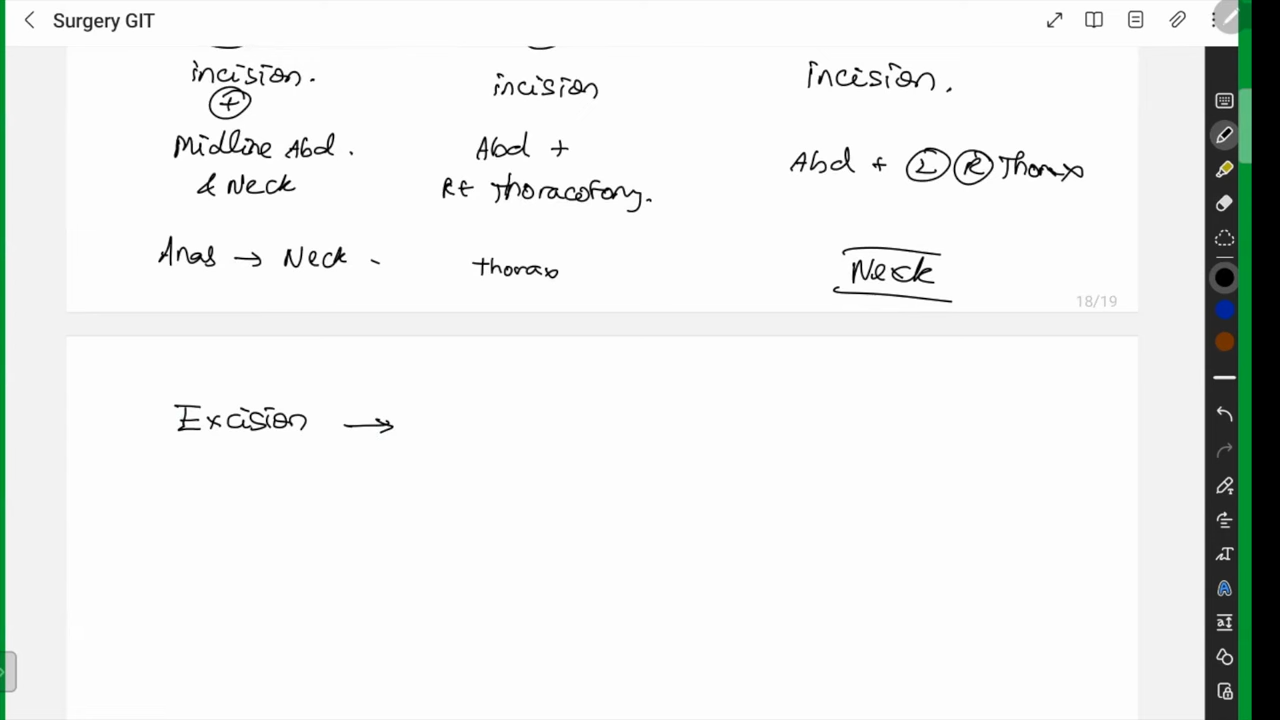 Surgery GIT
incision. incision incision.
+
Midline Abd. Abd + Abd + L R Thorax
& Neck Rt Thoracotomy.
Anas → Neck - thorax Neck
18/19
Excision →